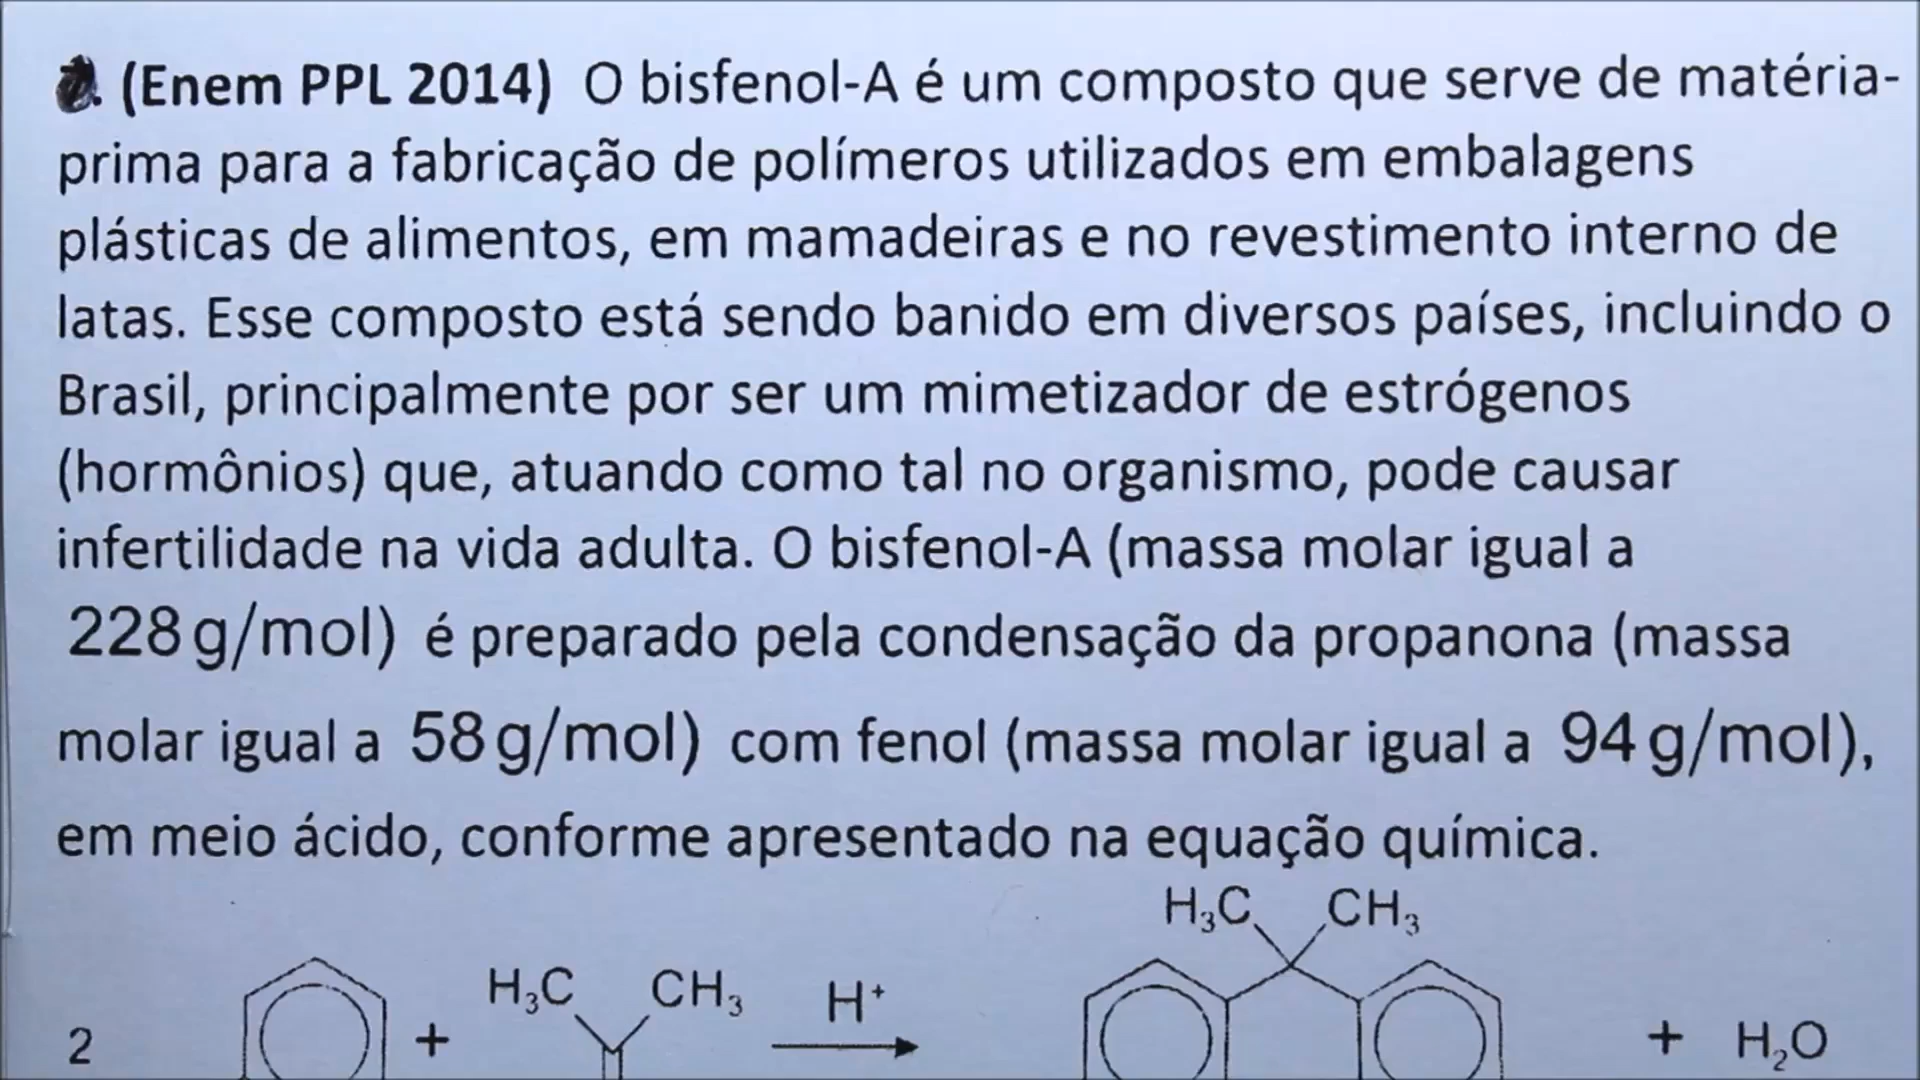 (Enem PPL 2014) O bisfenol-A é um composto que serve de matéria-
prima para a fabricação de polímeros utilizados em embalagens
plásticas de alimentos, em mamadeiras e no revestimento interno de
latas. Esse composto está sendo banido em diversos países, incluindo o
Brasil, principalmente por ser um mimetizador de estrógenos
(hormônios) que, atuando como tal no organismo, pode causar
infertilidade na vida adulta. O bisfenol-A (massa molar igual a
228 g/mol) é preparado pela condensação da propanona (massa
molar igual a 58 g/mol) com fenol (massa molar igual a 94 g/mol),
em meio ácido, conforme apresentado na equação química.
H₃C CH₃
2 + H₃C CH₃ H⁺ + H₂O